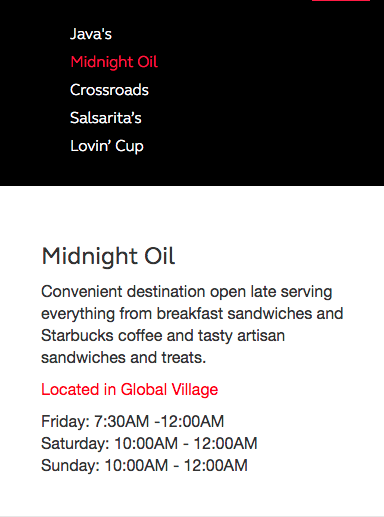 Java's
Midnight Oil
Crossroads
Salsarita’s
Lovin’ Cup
Midnight Oil
Convenient destination open late serving
everything from breakfast sandwiches and
Starbucks coffee and tasty artisan
sandwiches and treats.
Located in Global Village
Friday: 7:30AM -12:00AM
Saturday: 10:00AM - 12:00AM
Sunday: 10:00AM - 12:00AM